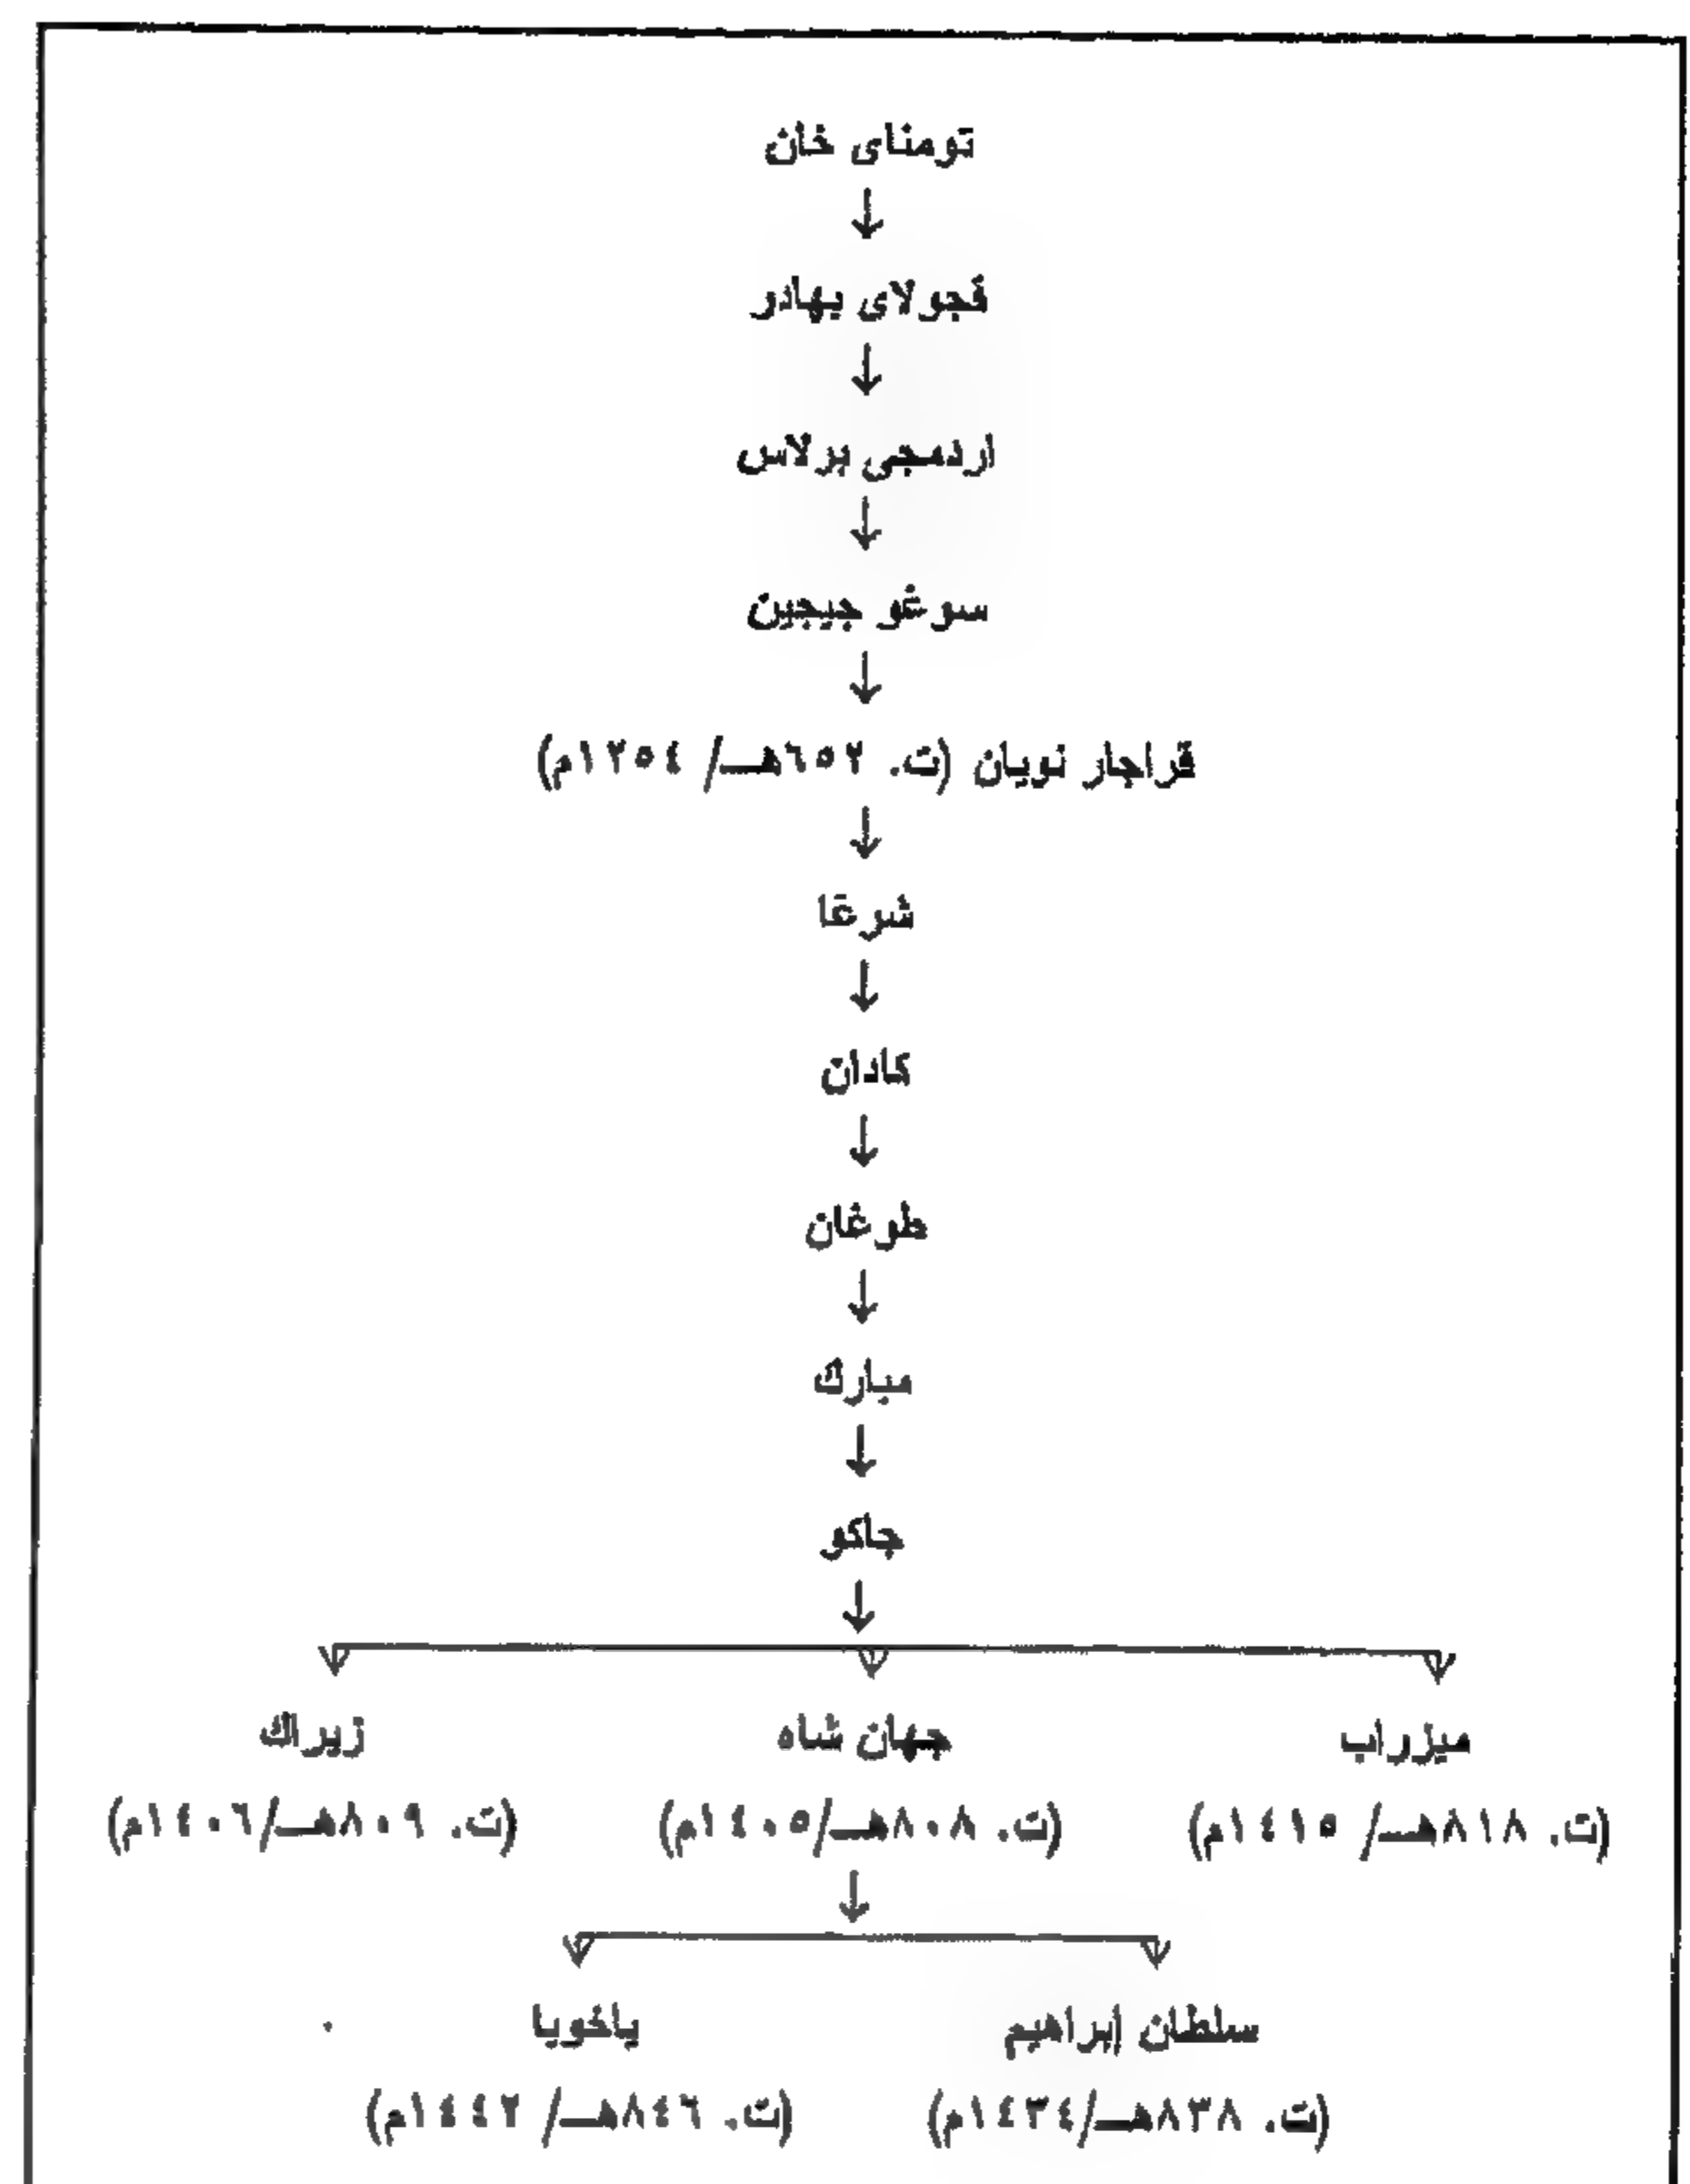 تومناى خان
قجولاى بهادر
اردمجى برلاس
سوغو جيجين
قراجار نويان (ت. ٦٥٢هـ/ ١٢٥٤م)
شرغا
كادان
طوغان
مبارك
جاكو
ميزراب جهان شاه زيراك
(ت. ٨١٨هـ/ ١٤١٥م) (ت. ٨٠٨هـ/١٤٠٥م) (ت. ٨٠٩هـ/١٤٠٦م)
سلطان إبراهيم ياخويا
(ت. ٨٣٨هـ/١٤٣٤م) (ت. ٨٤٦هـ/ ١٤٤٢م)